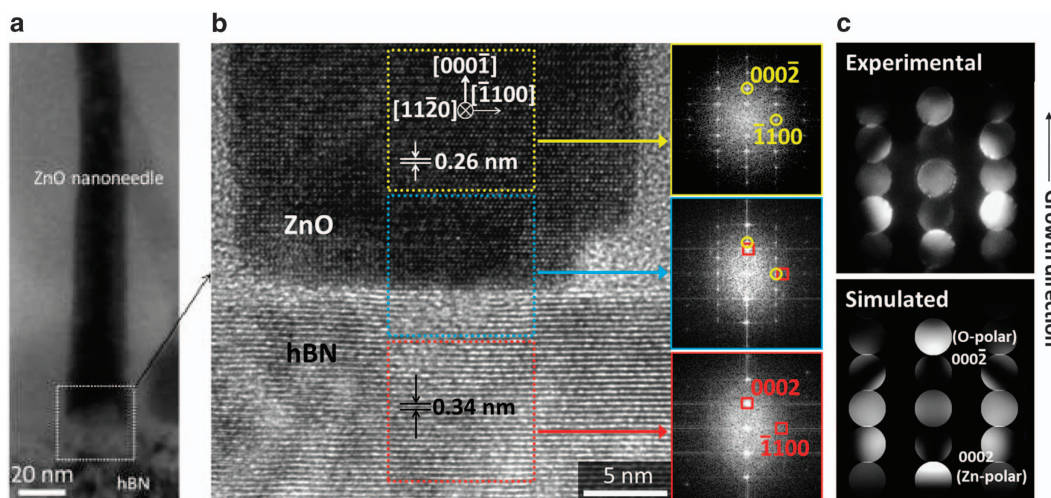 a
ZnO nanoneedle
20 nm
hBN
b
[0001̄]
[1̄100]
[112̄0]
0.26 nm
ZnO
hBN
0.34 nm
5 nm
0002̄
1̄100
0002
1̄100
c
Experimental
Growth direction
Simulated
(O-polar)
0002̄
0002
(Zn-polar)